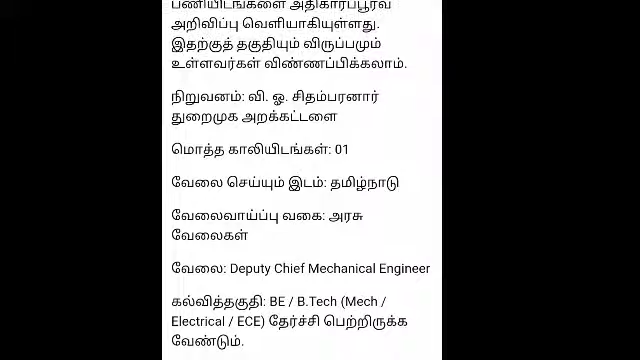 பணியிடங்களை அதிகாரப்பூர்வ
அறிவிப்பு வெளியாகியுள்ளது.
இதற்குத் தகுதியும் விருப்பமும்
உள்ளவர்கள் விண்ணப்பிக்கலாம்.
நிறுவனம்: வி. ஓ. சிதம்பரனார்
துறைமுக அறக்கட்டளை
மொத்த காலியிடங்கள்: 01
வேலை செய்யும் இடம்: தமிழ்நாடு
வேலைவாய்ப்பு வகை: அரசு
வேலைகள்
வேலை: Deputy Chief Mechanical Engineer
கல்வித்தகுதி: BE / B.Tech (Mech /
Electrical / ECE) தேர்ச்சி பெற்றிருக்க
வேண்டும்.